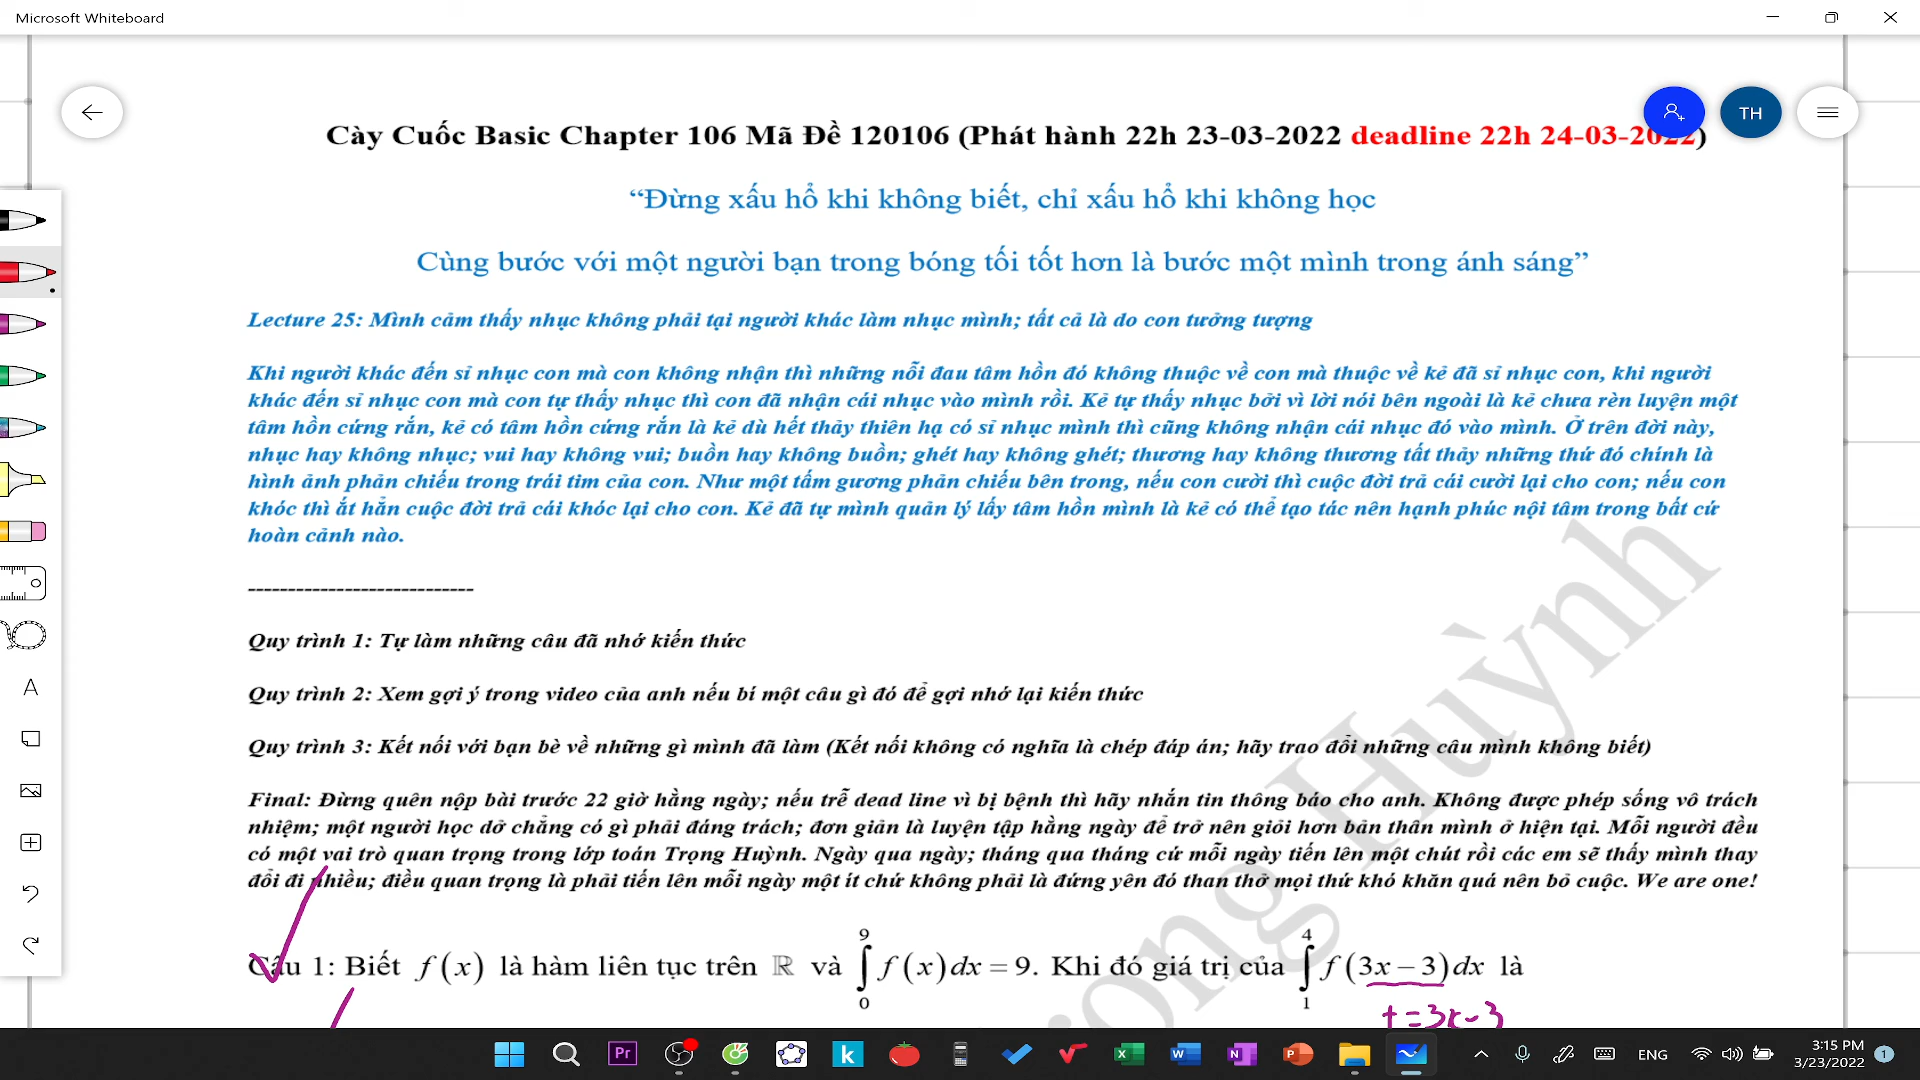 Microsoft Whiteboard
TH
Cày Cuốc Basic Chapter 106 Mã Đề 120106 (Phát hành 22h 23-03-2022 deadline 22h 24-03-2022)
“Đừng xấu hổ khi không biết, chỉ xấu hổ khi không học
Cùng bước với một người bạn trong bóng tối tốt hơn là bước một mình trong ánh sáng”
Lecture 25: Mình cảm thấy nhục không phải tại người khác làm nhục mình; tất cả là do con tưởng tượng
Khi người khác đến sỉ nhục con mà con không nhận thì những nỗi đau tâm hồn đó không thuộc về con mà thuộc về kẻ đã sỉ nhục con, khi người
khác đến sỉ nhục con mà con tự thấy nhục thì con đã nhận cái nhục vào mình rồi. Kẻ tự thấy nhục bởi vì lời nói bên ngoài là kẻ chưa rèn luyện một
tâm hồn cứng rắn, kẻ có tâm hồn cứng rắn là kẻ dù hết thảy thiên hạ có sỉ nhục mình thì cũng không nhận cái nhục đó vào mình. Ở trên đời này,
nhục hay không nhục; vui hay không vui; buồn hay không buồn; ghét hay không ghét; thương hay không thương tất thảy những thứ đó chính là
hình ảnh phản chiếu trong trái tim của con. Như một tấm gương phản chiếu bên trong, nếu con cười thì cuộc đời trả cái cười lại cho con; nếu con
khóc thì ắt hẳn cuộc đời trả cái khóc lại cho con. Kẻ đã tự mình quản lý lấy tâm hồn mình là kẻ có thể tạo tác nên hạnh phúc nội tâm trong bất cứ
hoàn cảnh nào.
----------------------------
Quy trình 1: Tự làm những câu đã nhớ kiến thức
Quy trình 2: Xem gợi ý trong video của anh nếu bí một câu gì đó để gợi nhớ lại kiến thức
Quy trình 3: Kết nối với bạn bè về những gì mình đã làm (Kết nối không có nghĩa là chép đáp án; hãy trao đổi những câu mình không biết)
Final: Đừng quên nộp bài trước 22 giờ hằng ngày; nếu trễ dead line vì bị bệnh thì hãy nhắn tin thông báo cho anh. Không được phép sống vô trách
nhiệm; một người học dở chẳng có gì phải đáng trách; đơn giản là luyện tập hằng ngày để trở nên giỏi hơn bản thân mình ở hiện tại. Mỗi người đều
có một vai trò quan trọng trong lớp toán Trọng Huỳnh. Ngày qua ngày; tháng qua tháng cứ mỗi ngày tiến lên một chút rồi các em sẽ thấy mình thay
đổi đi nhiều; điều quan trọng là phải tiến lên mỗi ngày một ít chứ không phải là đứng yên đó than thở mọi thứ khó khăn quá nên bỏ cuộc. We are one!
Câu 1: Biết f(x) là hàm liên tục trên ℝ và ∫₀⁹ f(x)dx = 9. Khi đó giá trị của ∫₁⁴ f(3x − 3)dx là
t = 3x - 3
ong Huỳnh
A
Pr
k
ENG
3:15 PM
3/23/2022
1